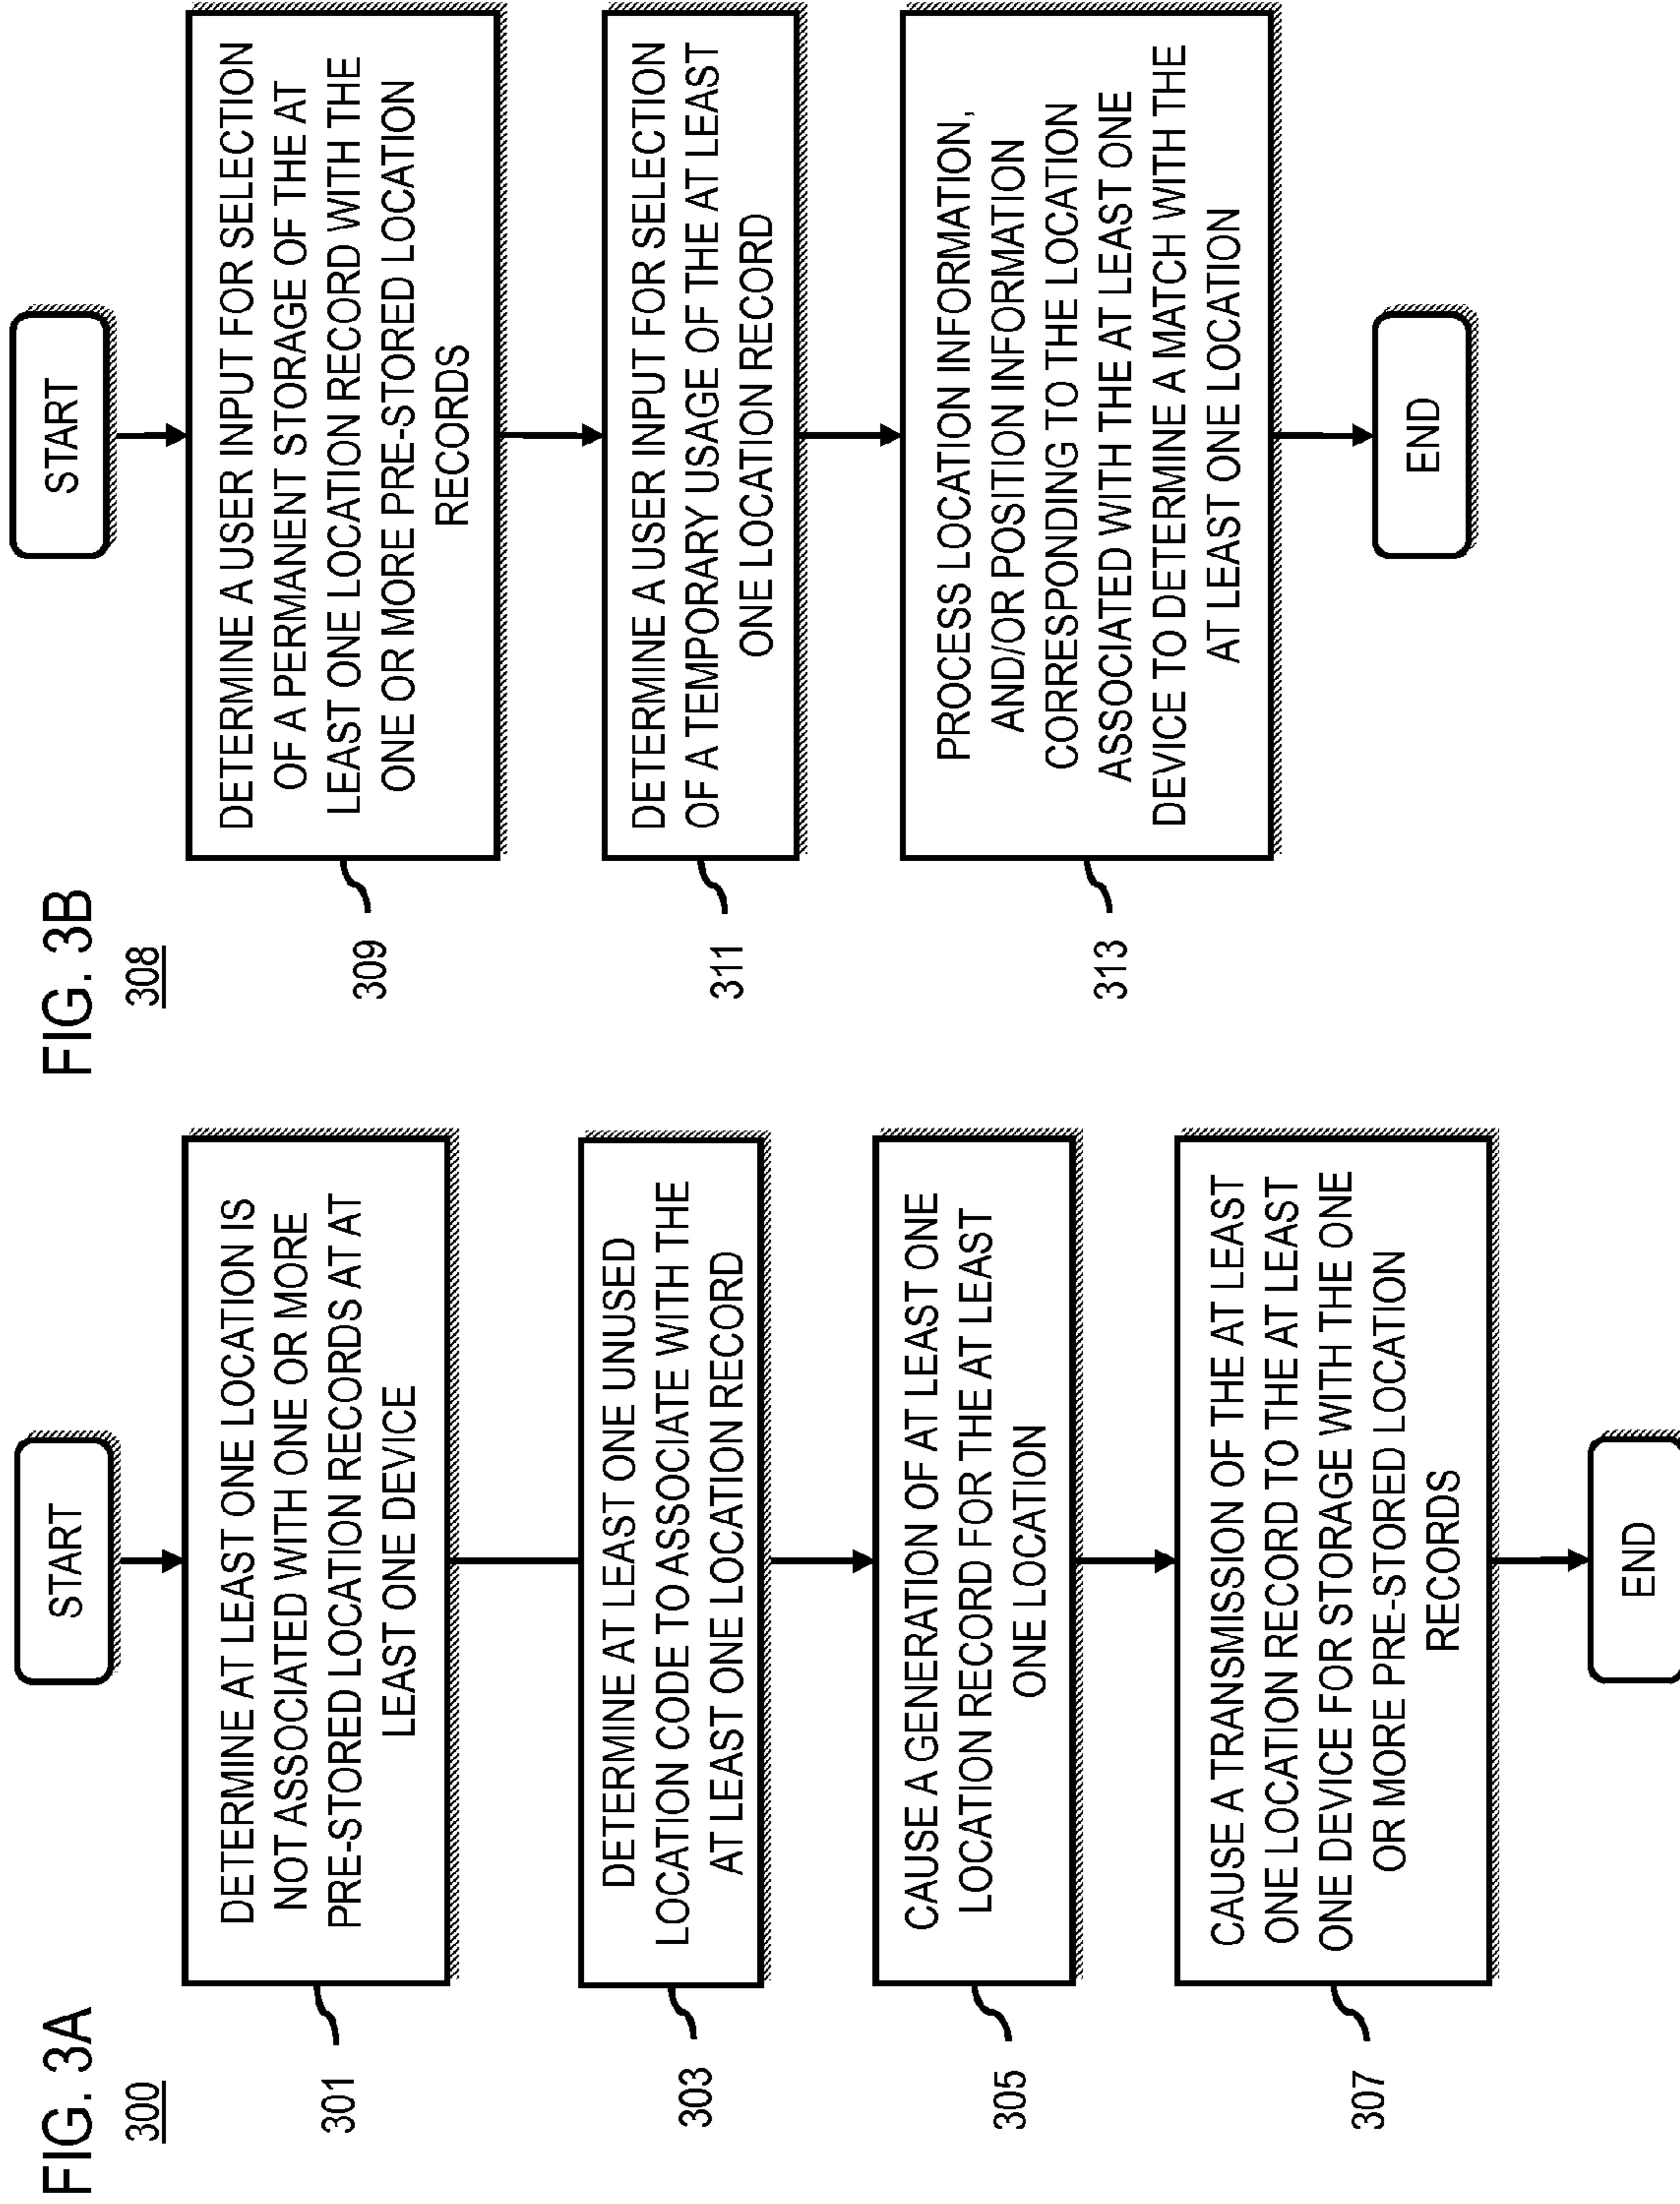 FIG. 3A
300
START
301
DETERMINE AT LEAST ONE LOCATION IS
NOT ASSOCIATED WITH ONE OR MORE
PRE-STORED LOCATION RECORDS AT AT
LEAST ONE DEVICE
303
DETERMINE AT LEAST ONE UNUSED
LOCATION CODE TO ASSOCIATE WITH THE
AT LEAST ONE LOCATION RECORD
305
CAUSE A GENERATION OF AT LEAST ONE
LOCATION RECORD FOR THE AT LEAST
ONE LOCATION
307
CAUSE A TRANSMISSION OF THE AT LEAST
ONE LOCATION RECORD TO THE AT LEAST
ONE DEVICE FOR STORAGE WITH THE ONE
OR MORE PRE-STORED LOCATION
RECORDS
END
FIG. 3B
308
START
309
DETERMINE A USER INPUT FOR SELECTION
OF A PERMANENT STORAGE OF THE AT
LEAST ONE LOCATION RECORD WITH THE
ONE OR MORE PRE-STORED LOCATION
RECORDS
311
DETERMINE A USER INPUT FOR SELECTION
OF A TEMPORARY USAGE OF THE AT LEAST
ONE LOCATION RECORD
313
PROCESS LOCATION INFORMATION,
AND/OR POSITION INFORMATION
CORRESPONDING TO THE LOCATION
ASSOCIATED WITH THE AT LEAST ONE
DEVICE TO DETERMINE A MATCH WITH THE
AT LEAST ONE LOCATION
END